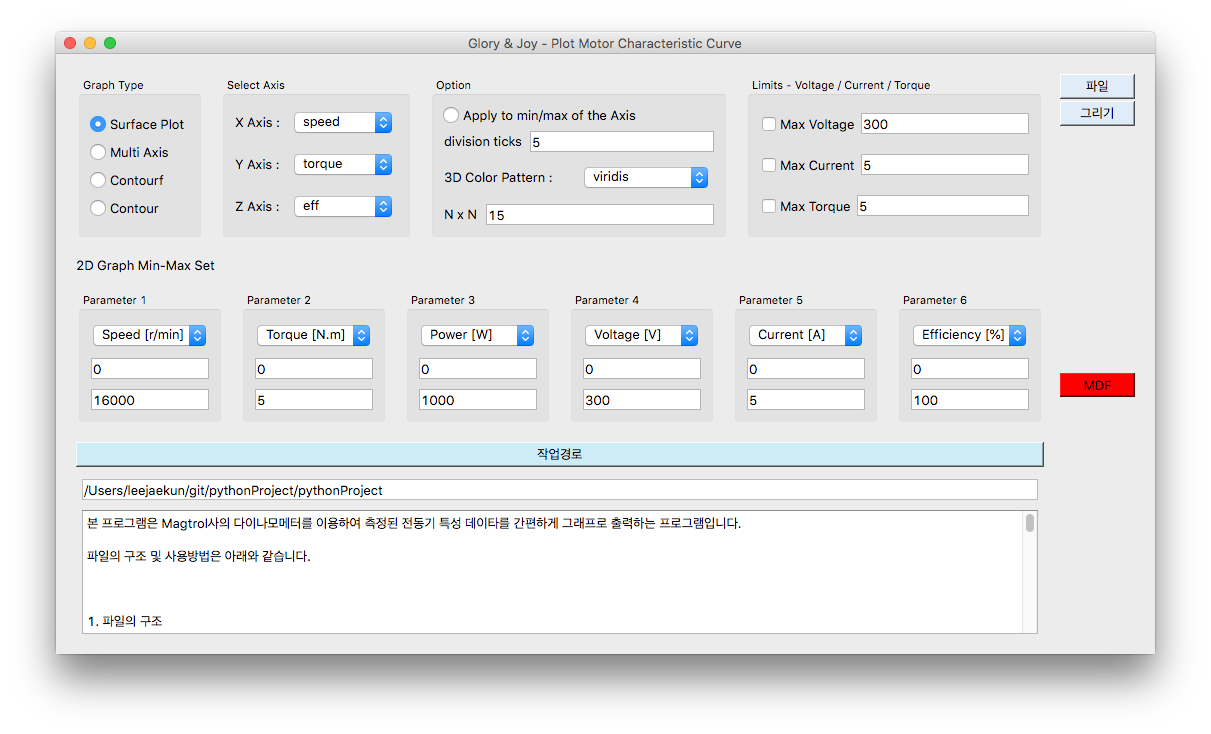 Glory & Joy - Plot Motor Characteristic Curve
Graph Type
Surface Plot
Multi Axis
Contourf
Contour
Select Axis
X Axis : speed
Y Axis : torque
Z Axis : eff
Option
Apply to min/max of the Axis
division ticks 5
3D Color Pattern : viridis
N x N 15
Limits - Voltage / Current / Torque
Max Voltage 300
Max Current 5
Max Torque 5
파일
그리기
2D Graph Min-Max Set
Parameter 1
Speed [r/min]
0
16000
Parameter 2
Torque [N.m]
0
5
Parameter 3
Power [W]
0
1000
Parameter 4
Voltage [V]
0
300
Parameter 5
Current [A]
0
5
Parameter 6
Efficiency [%]
0
100
MDF
작업경로
/Users/leejaekun/git/pythonProject/pythonProject
본 프로그램은 Magtrol사의 다이나모메터를 이용하여 측정된 전동기 특성 데이타를 간편하게 그래프로 출력하는 프로그램입니다.
파일의 구조 및 사용방법은 아래와 같습니다.
1. 파일의 구조